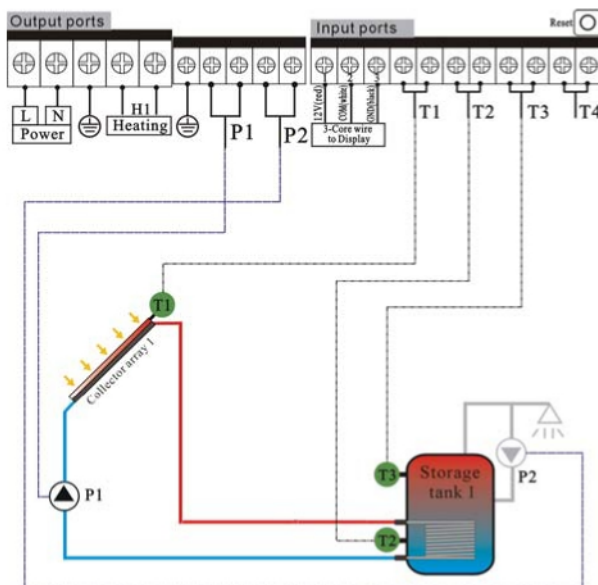 Output ports
Input ports
Reset
L
N
Power
H1
Heating
P1
P2
12V(red)
COM(white)
GND(black)
3-Core wire
to Display
T1
T2
T3
T4
T1
Collector array 1
P1
T3
Storage
tank 1
P2
T2